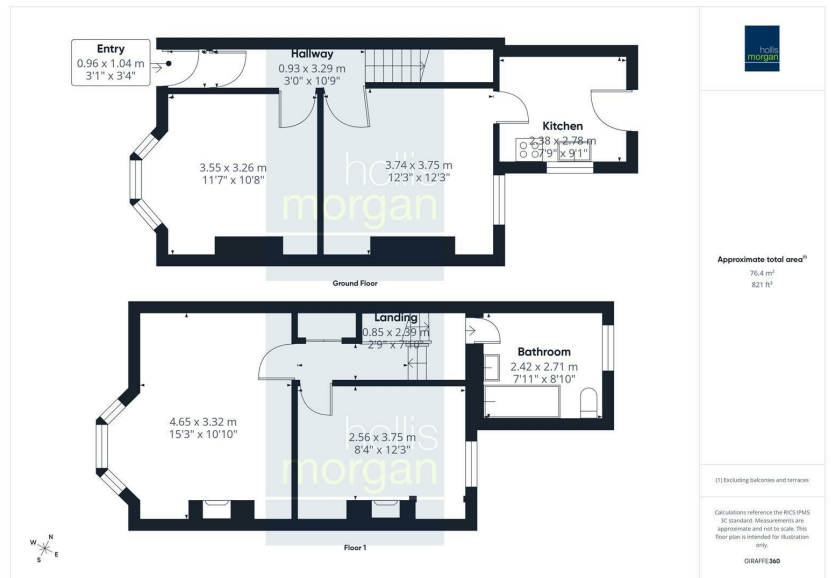 Entry
0.96 x 1.04 m
3'1" x 3'4"
Hallway
0.93 x 3.29 m
3'0" x 10'9"
Kitchen
2.38 x 2.78 m
7'9" x 9'1"
3.55 x 3.26 m
11'7" x 10'8"
3.74 x 3.75 m
12'3" x 12'3"
hollis
morgan
Ground Floor
Landing
0.85 x 2.39 m
2'9" x 7'10"
Bathroom
2.42 x 2.71 m
7'11" x 8'10"
4.65 x 3.32 m
15'3" x 10'10"
2.56 x 3.75 m
8'4" x 12'3"
hollis
morgan
Floor 1
N
W
E
S
hollis
morgan
Approximate total area(1)
76.4 m²
821 ft²
(1) Excluding balconies and terraces
Calculations reference the RICS IPMS
3C standard. Measurements are
approximate and not to scale. This
floor plan is intended for illustration
only.
GIRAFFE360